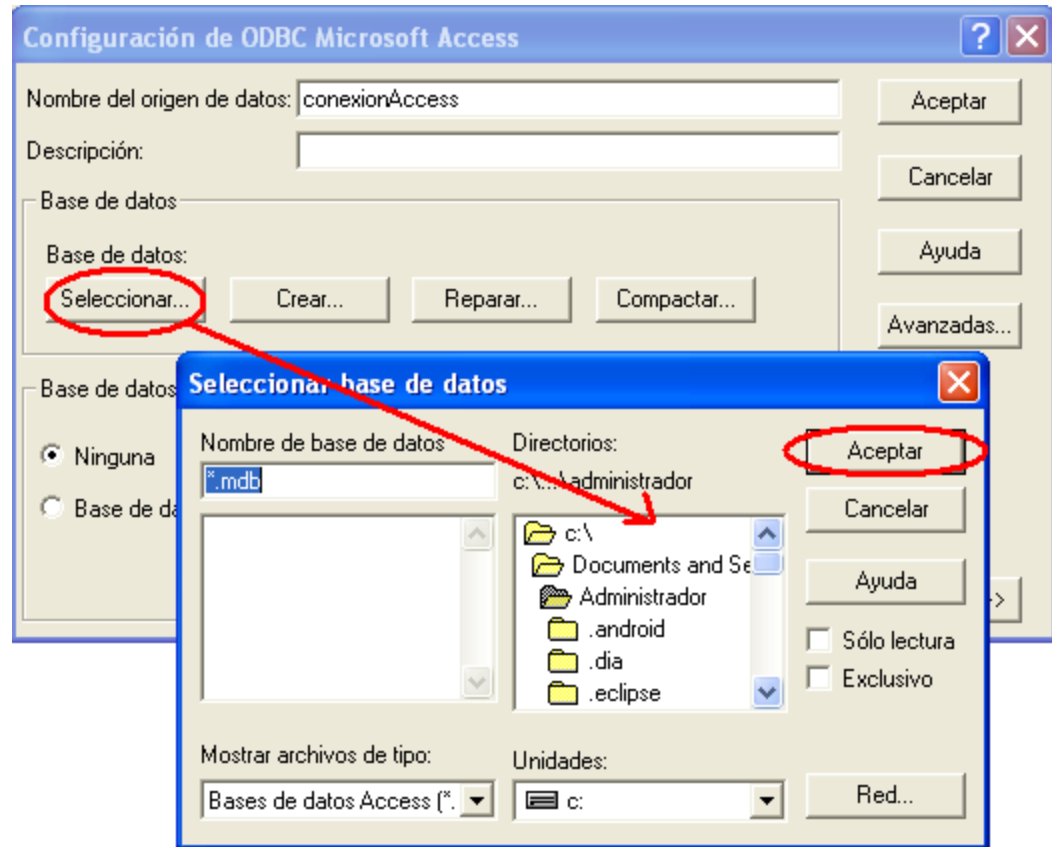 Configuración de ODBC Microsoft Access
Nombre del origen de datos: conexionAccess
Aceptar
Descripción:
Cancelar
Base de datos
Base de datos:
Ayuda
Seleccionar... Crear... Reparar... Compactar...
Avanzadas...
Base de datos
Ninguna
Base de
>
Seleccionar base de datos
Nombre de base de datos
*.mdb
Directorios:
c:\...\administrador
Aceptar
Cancelar
c:\
Documents and
Administrador
.android
.dia
.eclipse
Ayuda
Sólo lectura
Exclusivo
Mostrar archivos de tipo:
Bases de datos Access (*.
Unidades:
c:
Red...